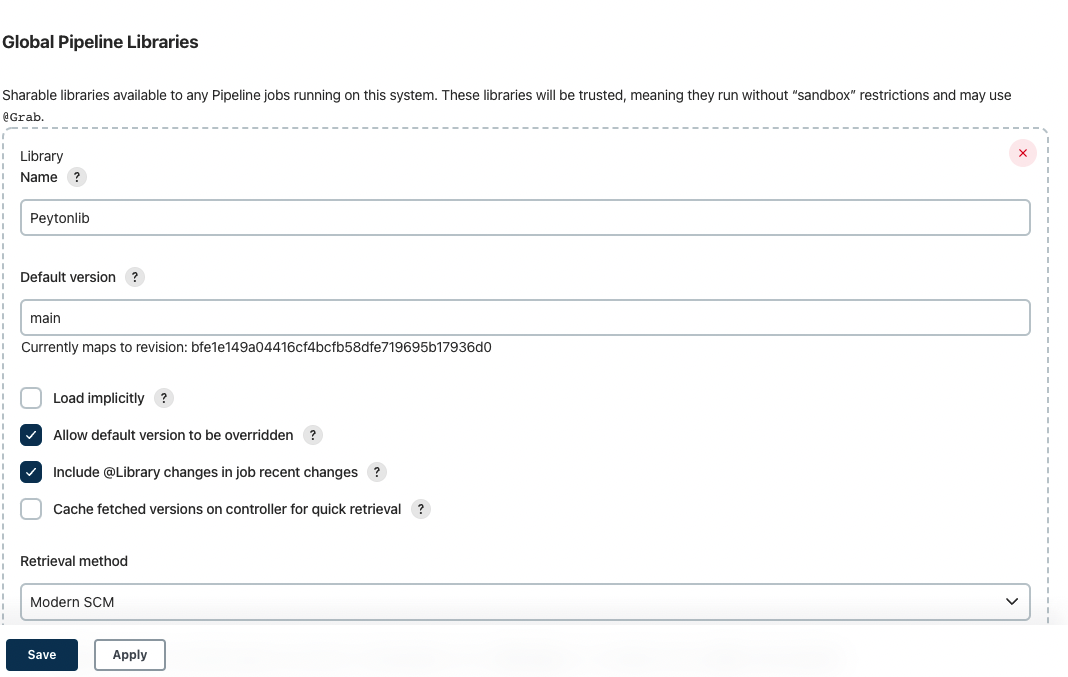 Global Pipeline Libraries
Sharable libraries available to any Pipeline jobs running on this system. These libraries will be trusted, meaning they run without “sandbox” restrictions and may use
@Grab.
Library
Name ?
Peytonlib
Default version ?
main
Currently maps to revision: bfe1e149a04416cf4bcfb58dfe719695b17936d0
Load implicitly ?
Allow default version to be overridden ?
Include @Library changes in job recent changes ?
Cache fetched versions on controller for quick retrieval ?
Retrieval method
Modern SCM
Save Apply